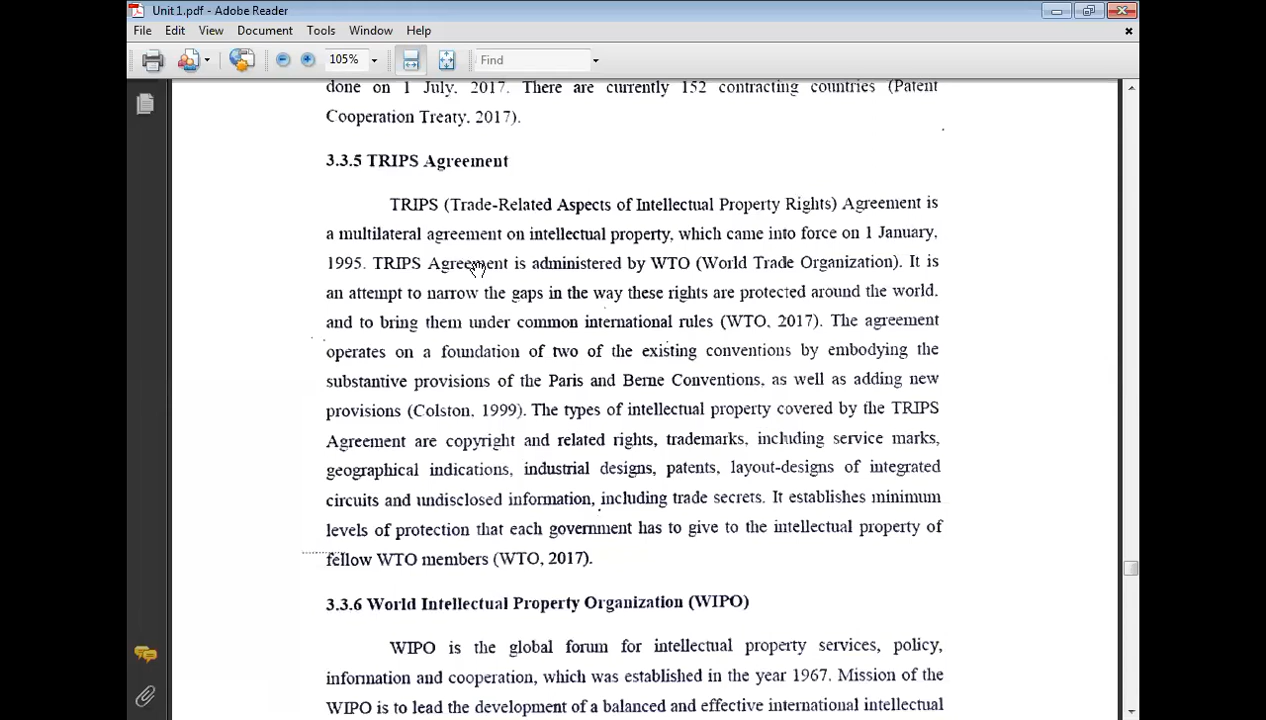 Unit 1.pdf - Adobe Reader
File Edit View Document Tools Window Help
105% Find
done on 1 July, 2017. There are currently 152 contracting countries (Patent
Cooperation Treaty, 2017).
3.3.5 TRIPS Agreement
TRIPS (Trade-Related Aspects of Intellectual Property Rights) Agreement is
a multilateral agreement on intellectual property, which came into force on 1 January,
1995. TRIPS Agreement is administered by WTO (World Trade Organization). It is
an attempt to narrow the gaps in the way these rights are protected around the world,
and to bring them under common international rules (WTO, 2017). The agreement
operates on a foundation of two of the existing conventions by embodying the
substantive provisions of the Paris and Berne Conventions, as well as adding new
provisions (Colston, 1999). The types of intellectual property covered by the TRIPS
Agreement are copyright and related rights, trademarks, including service marks,
geographical indications, industrial designs, patents, layout-designs of integrated
circuits and undisclosed information, including trade secrets. It establishes minimum
levels of protection that each government has to give to the intellectual property of
fellow WTO members (WTO, 2017).
3.3.6 World Intellectual Property Organization (WIPO)
WIPO is the global forum for intellectual property services, policy,
information and cooperation, which was established in the year 1967. Mission of the
WIPO is to lead the development of a balanced and effective international intellectual